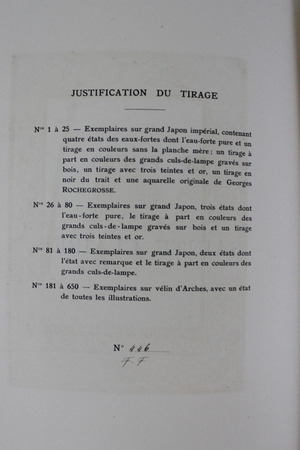 JUSTIFICATION DU TIRAGE
Nos 1 à 25 — Exemplaires sur grand Japon impérial, contenant
quatre états des eaux-fortes dont l'eau-forte pure et un
tirage en couleurs sans la planche mère; un tirage à
part en couleurs des grands culs-de-lampe gravés sur
bois, un tirage avec trois teintes et or, un tirage en
noir du trait et une aquarelle originale de Georges
ROCHEGROSSE.
Nos 26 à 80 — Exemplaires sur grand Japon, trois états dont
l'eau-forte pure, le tirage à part en couleurs des
grands culs-de-lampe gravés sur bois et un tirage
avec trois teintes et or.
Nos 81 à 180 — Exemplaires sur grand Japon, deux états dont
l'état avec remarque et le tirage à part en couleurs des
grands culs-de-lampe.
Nos 181 à 650 — Exemplaires sur vélin d'Arches, avec un état
de toutes les illustrations.
No 446
F.F